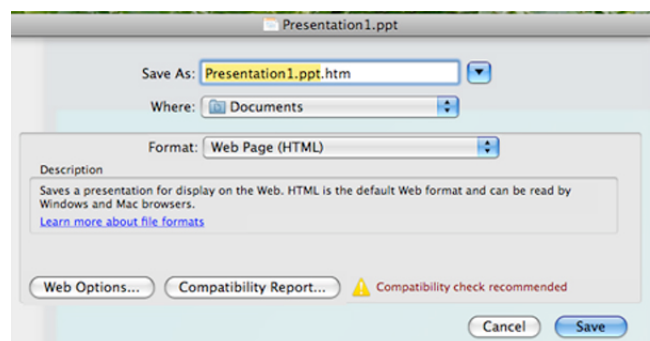 Presentation1.ppt
Save As: Presentation1.ppt.htm
Where: Documents
Format: Web Page (HTML)
Description
Saves a presentation for display on the Web. HTML is the default Web format and can be read by
Windows and Mac browsers.
Learn more about file formats
Web Options... Compatibility Report... Compatibility check recommended
Cancel Save